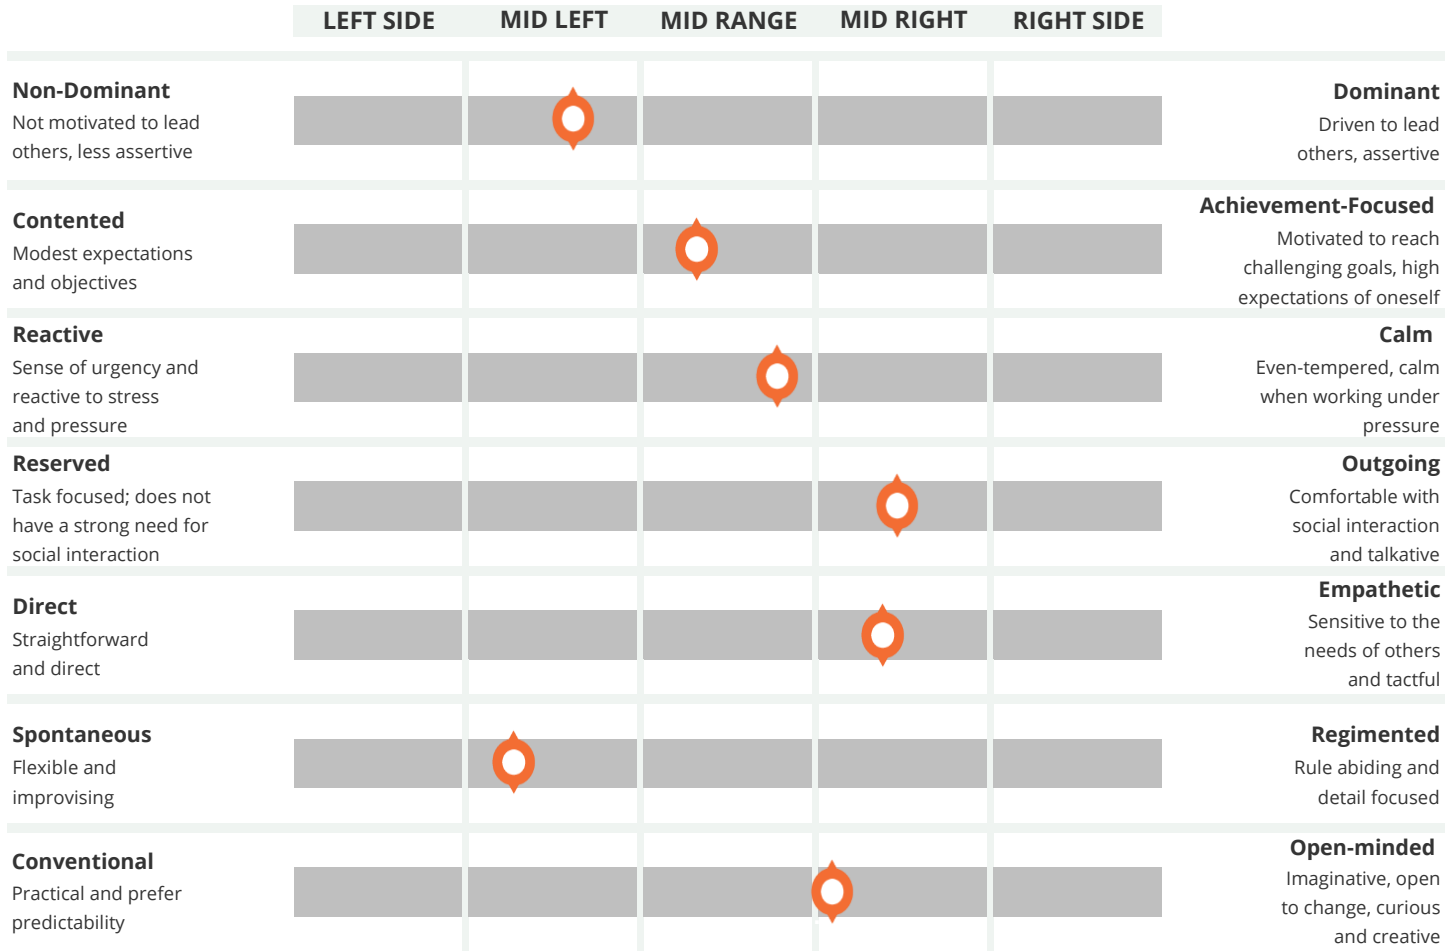 LEFT SIDE MID LEFT MID RANGE MID RIGHT RIGHT SIDE
Non-Dominant
Not motivated to lead
others, less assertive
Dominant
Driven to lead
others, assertive
Contented
Modest expectations
and objectives
Achievement-Focused
Motivated to reach
challenging goals, high
expectations of oneself
Reactive
Sense of urgency and
reactive to stress
and pressure
Calm
Even-tempered, calm
when working under
pressure
Reserved
Task focused; does not
have a strong need for
social interaction
Outgoing
Comfortable with
social interaction
and talkative
Direct
Straightforward
and direct
Empathetic
Sensitive to the
needs of others
and tactful
Spontaneous
Flexible and
improvising
Regimented
Rule abiding and
detail focused
Conventional
Practical and prefer
predictability
Open-minded
Imaginative, open
to change, curious
and creative